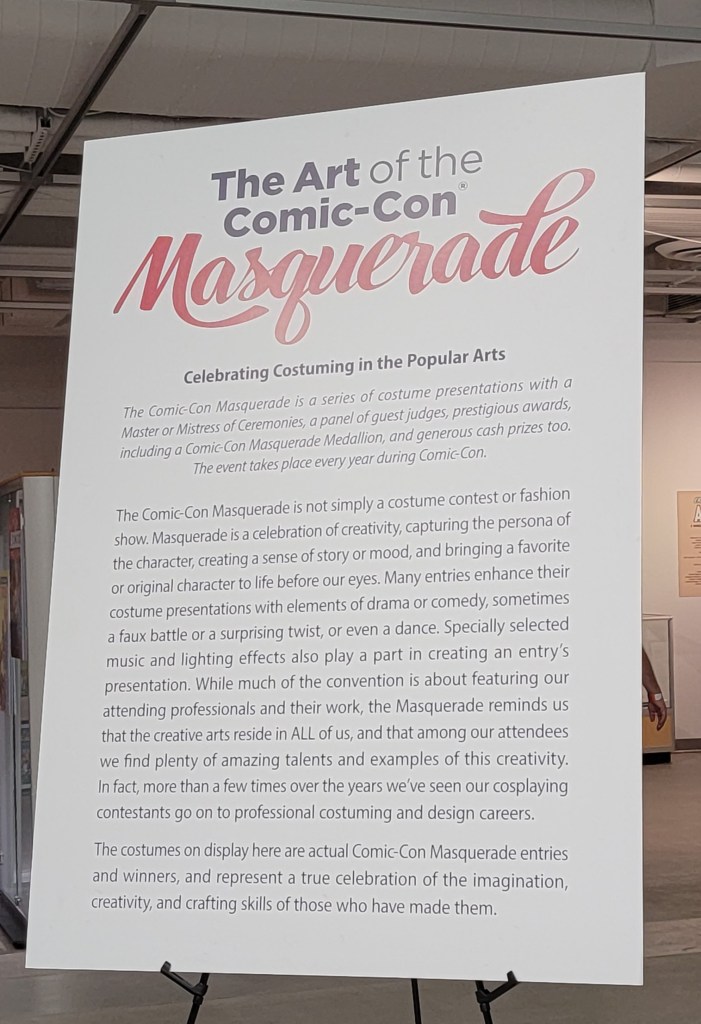 The Art of the
Comic-Con®
Masquerade
Celebrating Costuming in the Popular Arts
The Comic-Con Masquerade is a series of costume presentations with a
Master or Mistress of Ceremonies, a panel of guest judges, prestigious awards,
including a Comic-Con Masquerade Medallion, and generous cash prizes too.
The event takes place every year during Comic-Con.
The Comic-Con Masquerade is not simply a costume contest or fashion
show. Masquerade is a celebration of creativity, capturing the persona of
the character, creating a sense of story or mood, and bringing a favorite
or original character to life before our eyes. Many entries enhance their
costume presentations with elements of drama or comedy, sometimes
a faux battle or a surprising twist, or even a dance. Specially selected
music and lighting effects also play a part in creating an entry's
presentation. While much of the convention is about featuring our
attending professionals and their work, the Masquerade reminds us
that the creative arts reside in ALL of us, and that among our attendees
we find plenty of amazing talents and examples of this creativity.
In fact, more than a few times over the years we've seen our cosplaying
contestants go on to professional costuming and design careers.
The costumes on display here are actual Comic-Con Masquerade entries
and winners, and represent a true celebration of the imagination,
creativity, and crafting skills of those who have made them.